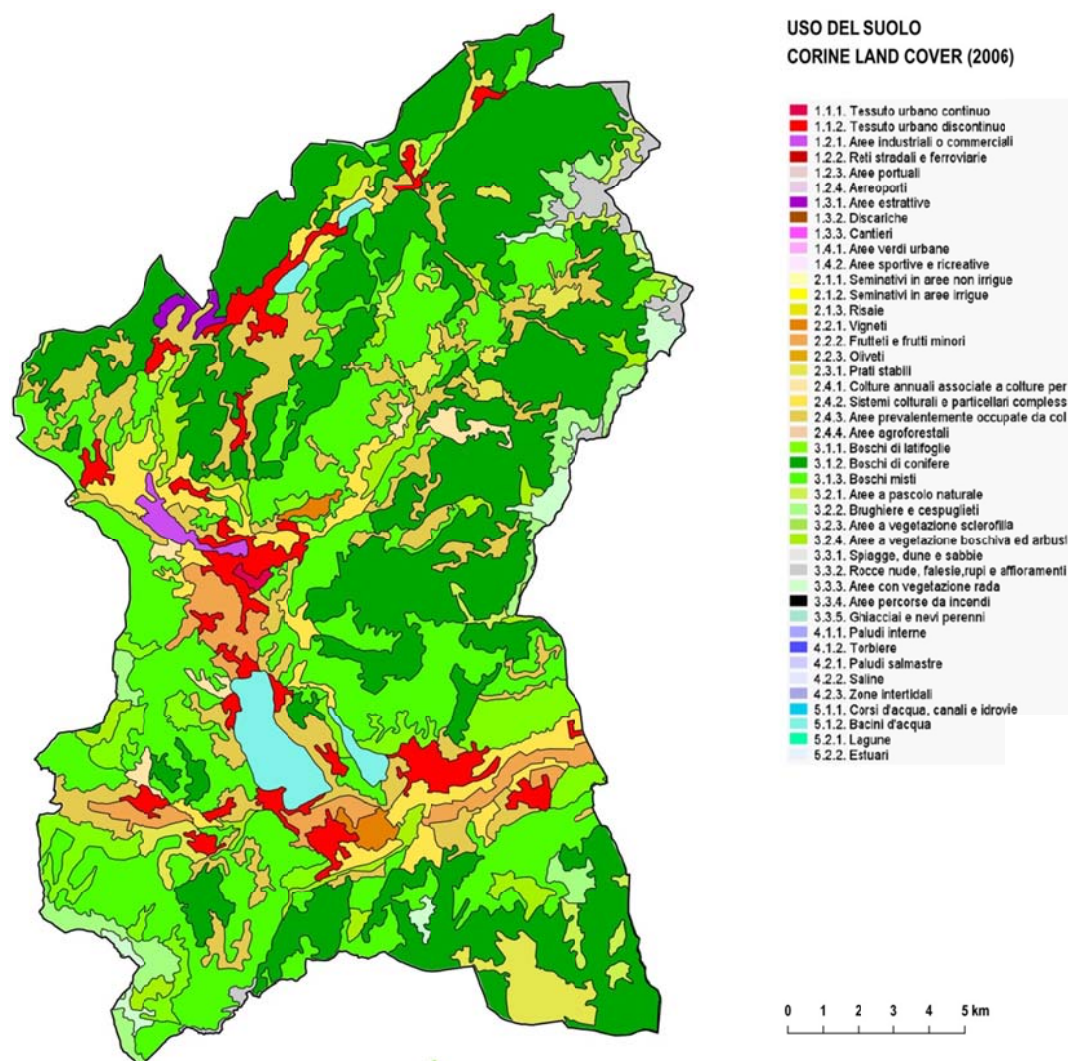 USO DEL SUOLO
CORINE LAND COVER (2006)
1.1.1. Tessuto urbano continuo
1.1.2. Tessuto urbano discontinuo
1.2.1. Aree industriali o commerciali
1.2.2. Reti stradali e ferroviarie
1.2.3. Aree portuali
1.2.4. Aereoporti
1.3.1. Aree estrattive
1.3.2. Discariche
1.3.3. Cantieri
1.4.1. Aree verdi urbane
1.4.2. Aree sportive e ricreative
2.1.1. Seminativi in aree non irrigue
2.1.2. Seminativi in aree irrigue
2.1.3. Risaie
2.2.1. Vigneti
2.2.2. Frutteti e frutti minori
2.2.3. Oliveti
2.3.1. Prati stabili
2.4.1. Colture annuali associate a colture per
2.4.2. Sistemi colturali e particellari compless
2.4.3. Aree prevalentemente occupate da col
2.4.4. Aree agroforestali
3.1.1. Boschi di latifoglie
3.1.2. Boschi di conifere
3.1.3. Boschi misti
3.2.1. Aree a pascolo naturale
3.2.2. Brughiere e cespuglieti
3.2.3. Aree a vegetazione sclerofilla
3.2.4. Aree a vegetazione boschiva ed arbust
3.3.1. Spiagge, dune e sabbie
3.3.2. Rocce nude, falesie,rupi e affioramenti
3.3.3. Aree con vegetazione rada
3.3.4. Aree percorse da incendi
3.3.5. Ghiacciai e nevi perenni
4.1.1. Paludi interne
4.1.2. Torbiere
4.2.1. Paludi salmastre
4.2.2. Saline
4.2.3. Zone intertidali
5.1.1. Corsi d'acqua, canali e idrovie
5.1.2. Bacini d'acqua
5.2.1. Lagune
5.2.2. Estuari
0 1 2 3 4 5 km